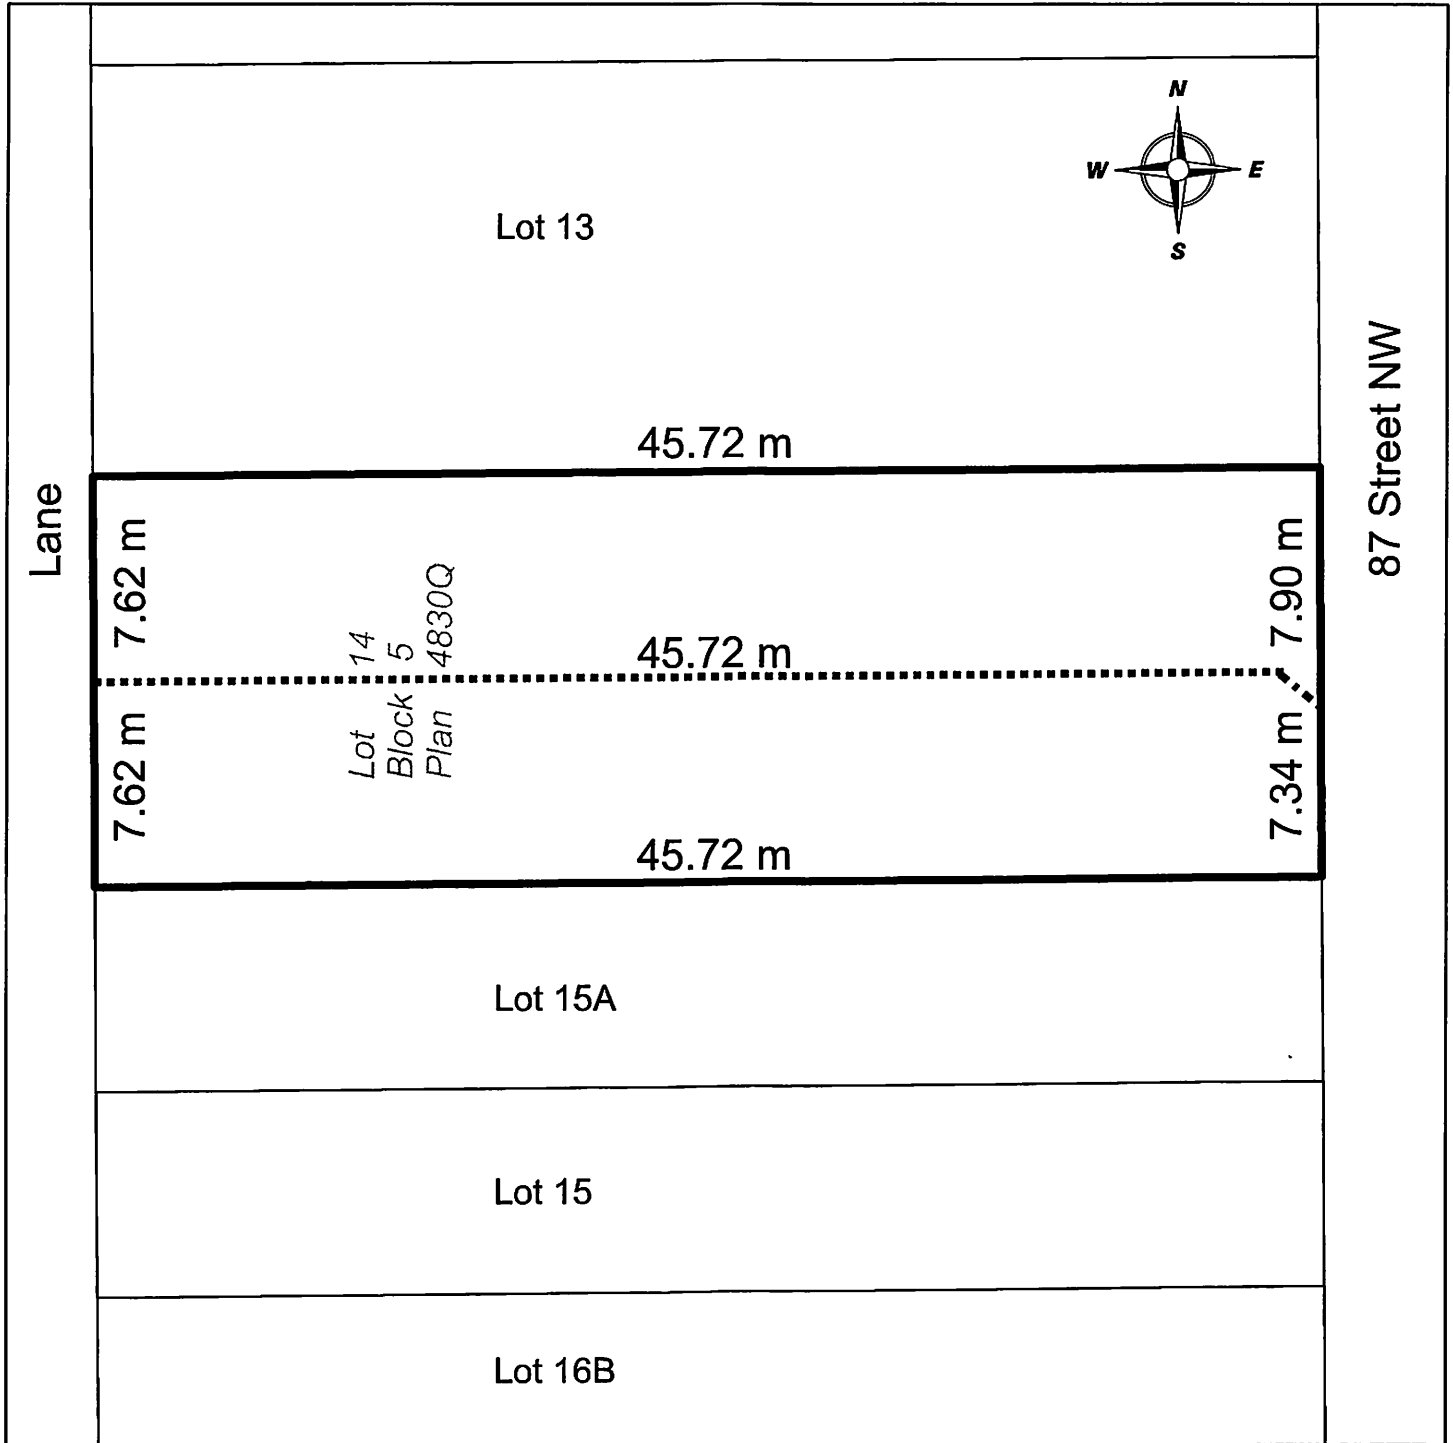 N
W E
S
Lot 13
87 Street NW
45.72 m
Lane
7.62 m
7.90 m
Lot 14
Block 5
Plan 4830Q
45.72 m
7.62 m
7.34 m
45.72 m
Lot 15A
Lot 15
Lot 16B